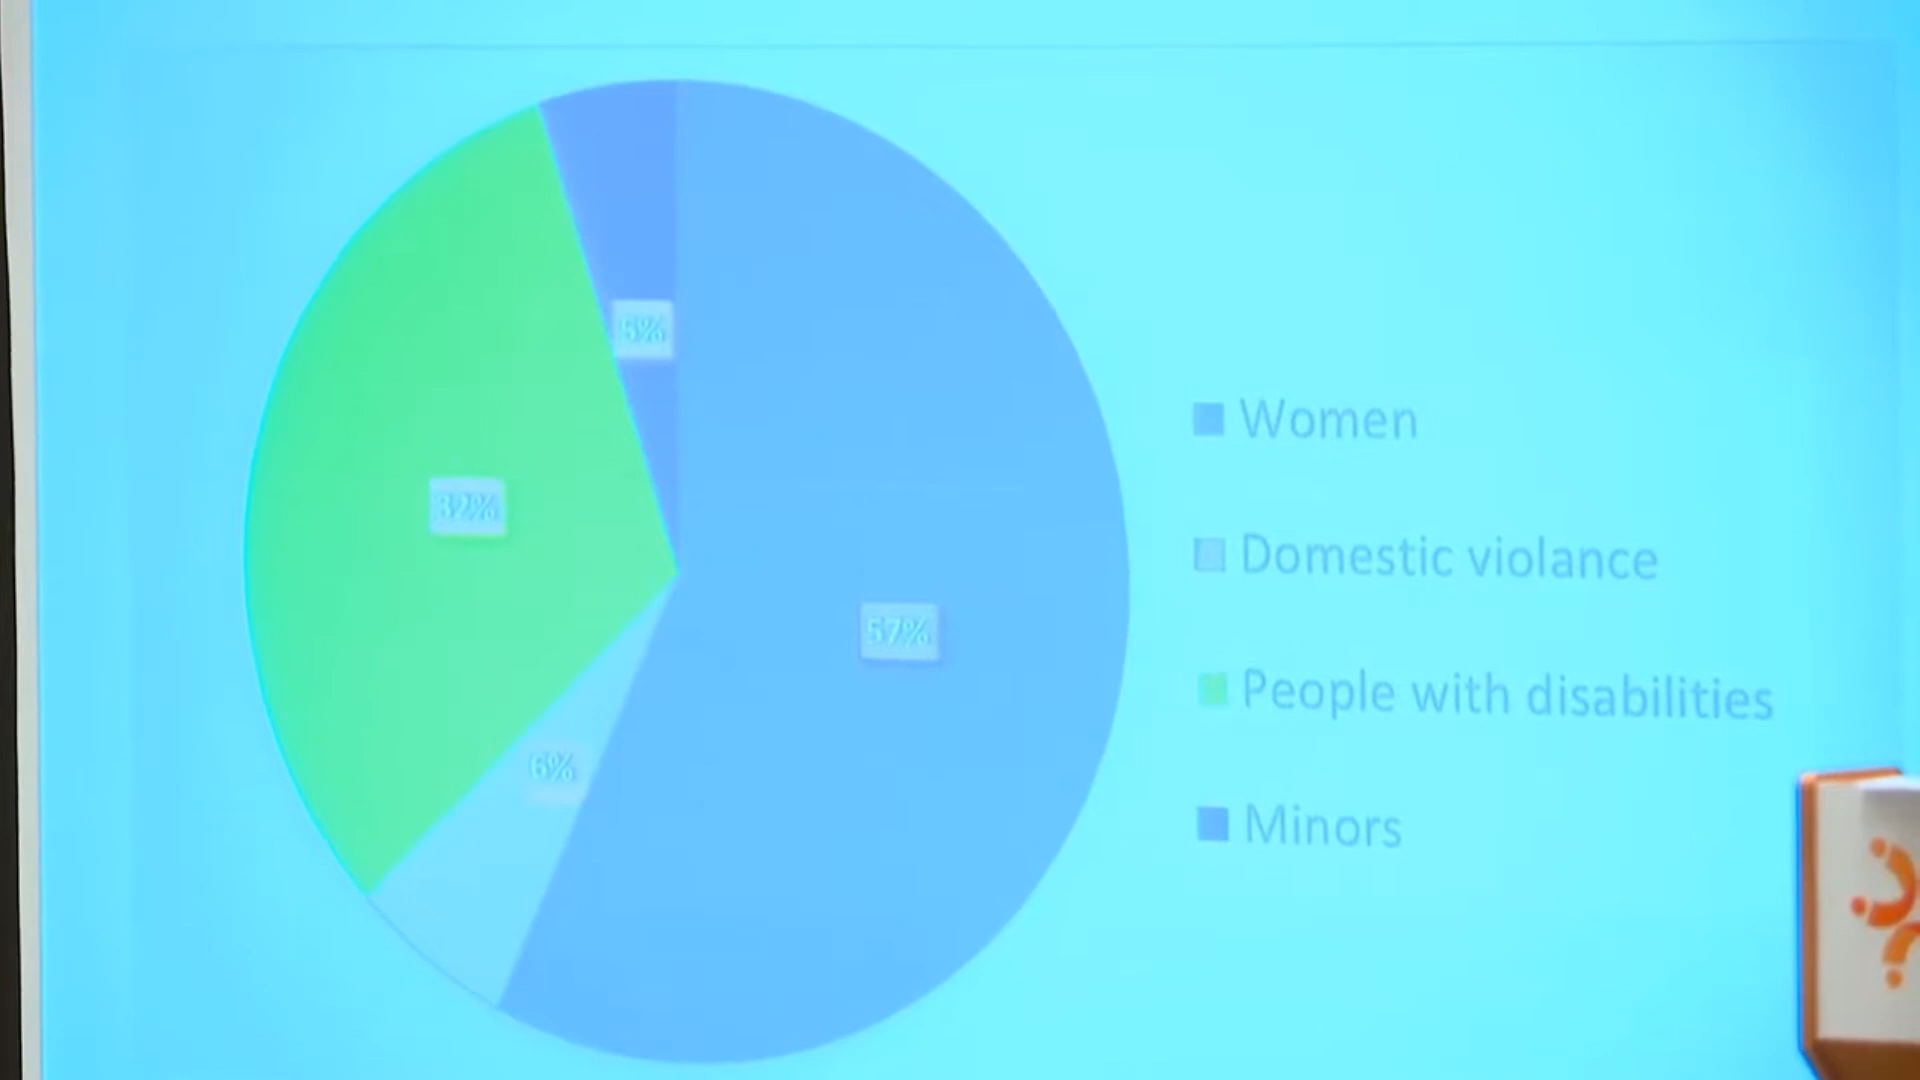 5%
32%
57%
6%
Women
Domestic violance
People with disabilities
Minors